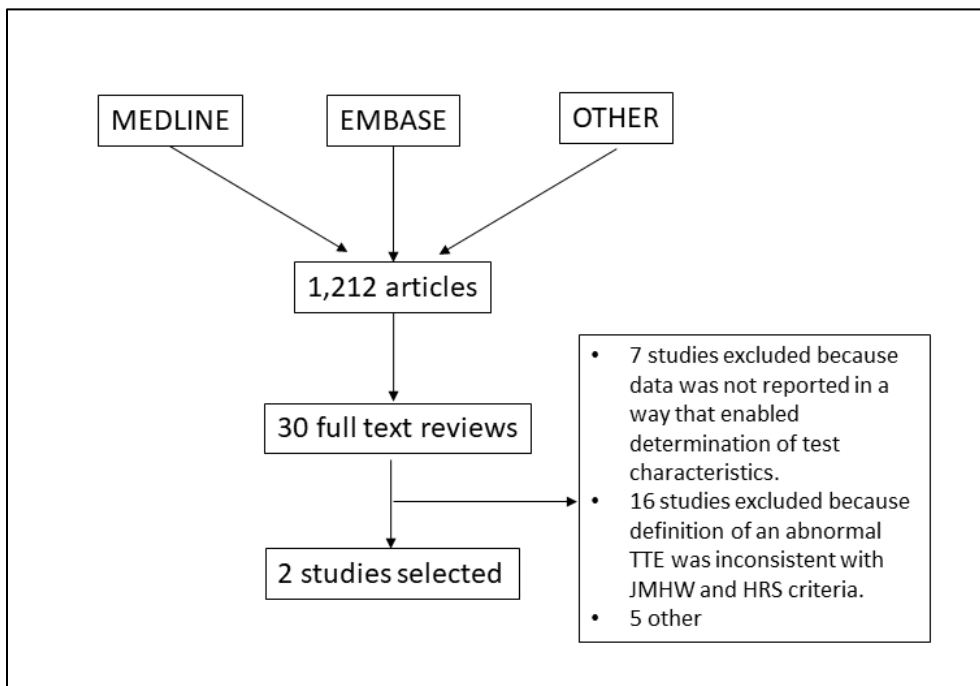 MEDLINE
EMBASE
OTHER
1,212 articles
30 full text reviews
2 studies selected
• 7 studies excluded because
data was not reported in a
way that enabled
determination of test
characteristics.
• 16 studies excluded because
definition of an abnormal
TTE was inconsistent with
JMHW and HRS criteria.
• 5 other